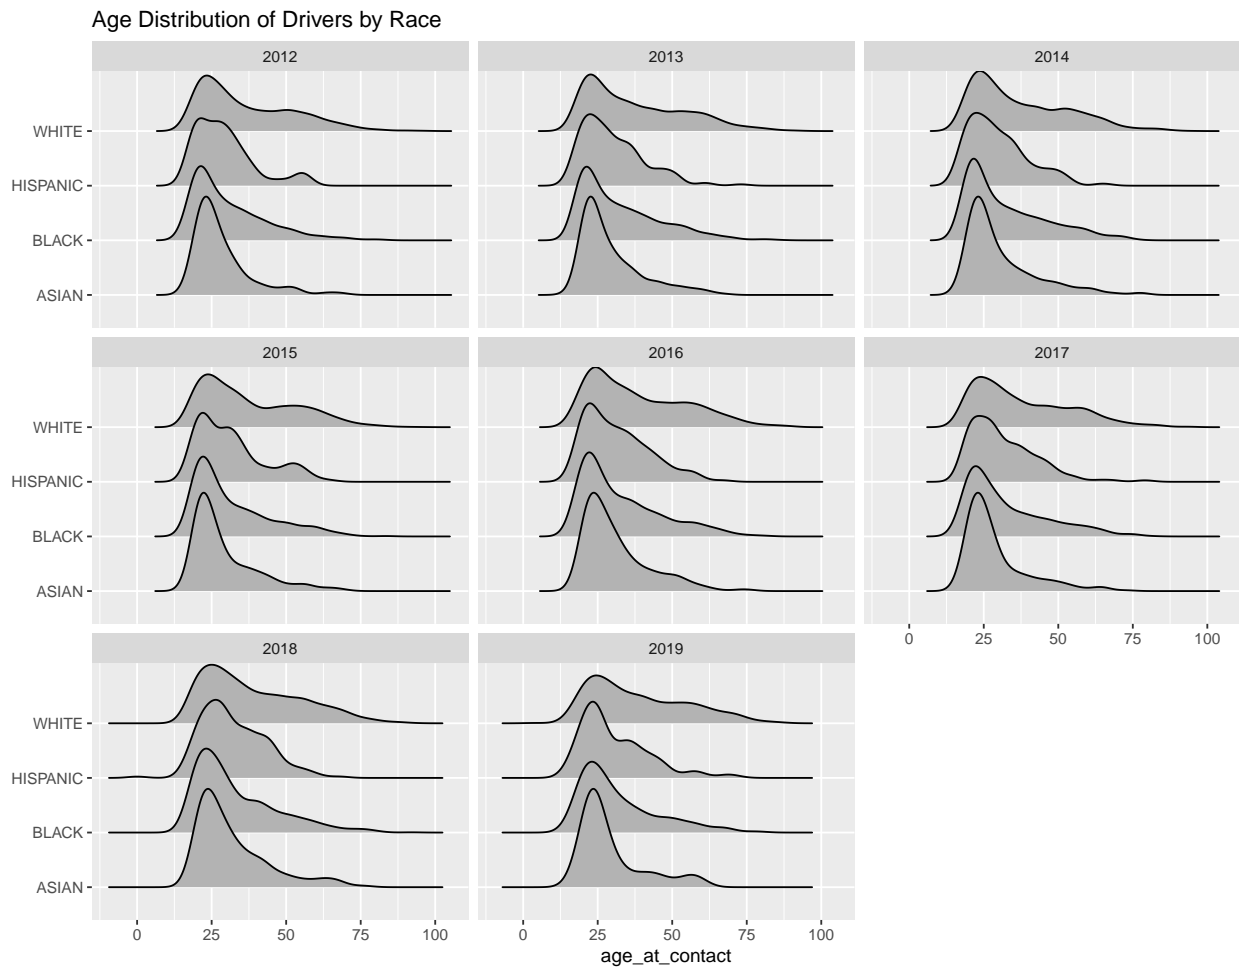 Age Distribution of Drivers by Race
2012 2013 2014
WHITE
HISPANIC
BLACK
ASIAN
2015 2016 2017
WHITE
HISPANIC
BLACK
ASIAN
0 25 50 75 100
2018 2019
WHITE
HISPANIC
BLACK
ASIAN
0 25 50 75 100 0 25 50 75 100
age_at_contact